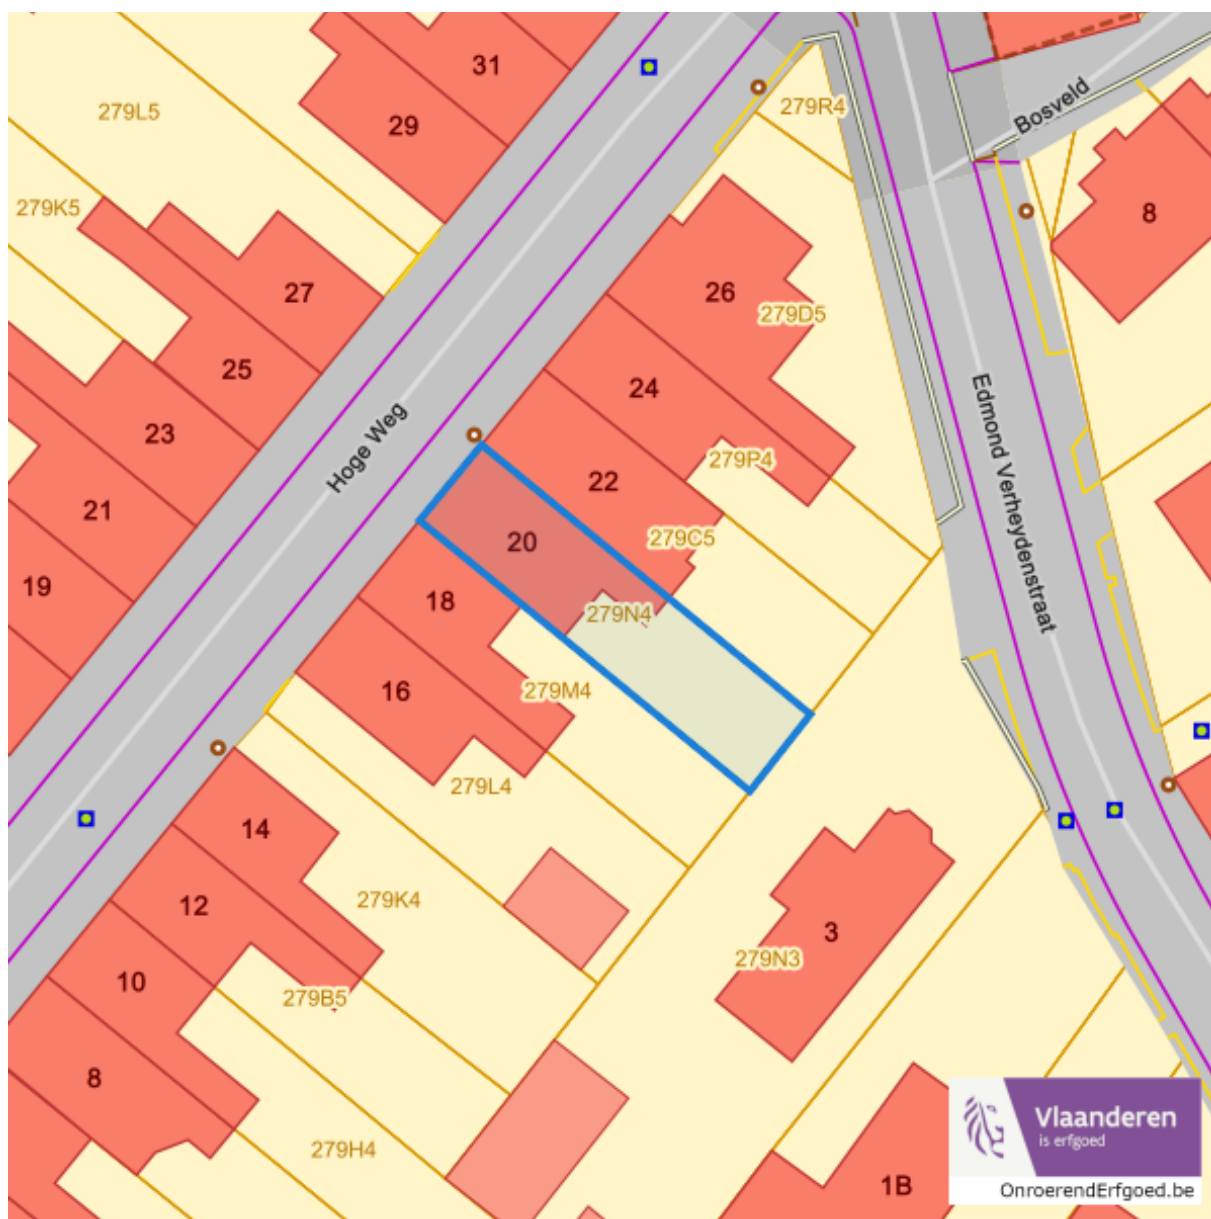 31
29
279L5
279R4
Bosveld
8
279K5
27
26
279D5
25
24
Edmond Verheydenstraat
23
Hoge Weg
279P4
22
21
20
279C5
19
18
279N4
16
279M4
279L4
14
12
279K4
3
279N3
10
279B5
8
279H4
1B
Vlaanderen
is erfgoed
OnroerendErfgoed.be